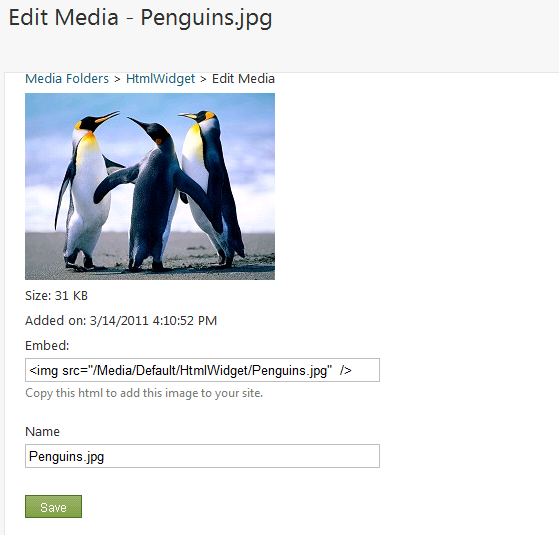 Edit Media - Penguins.jpg
Media Folders > HtmlWidget > Edit Media
Size: 31 KB
Added on: 3/14/2011 4:10:52 PM
Embed:
<img src="/Media/Default/HtmlWidget/Penguins.jpg"  />
Copy this html to add this image to your site.
Name
Penguins.jpg
Save